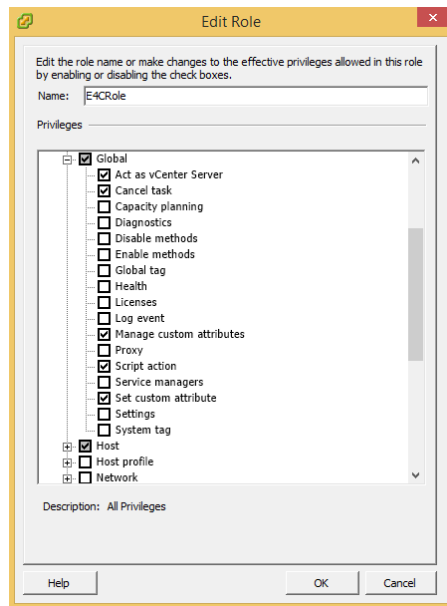 Edit Role
Edit the role name or make changes to the effective privileges allowed in this role
by enabling or disabling the check boxes.
Name: E4CRole
Privileges
Global
Act as vCenter Server
Cancel task
Capacity planning
Diagnostics
Disable methods
Enable methods
Global tag
Health
Licenses
Log event
Manage custom attributes
Proxy
Script action
Service managers
Set custom attribute
Settings
System tag
Host
Host profile
Network
Description: All Privileges
Help OK Cancel